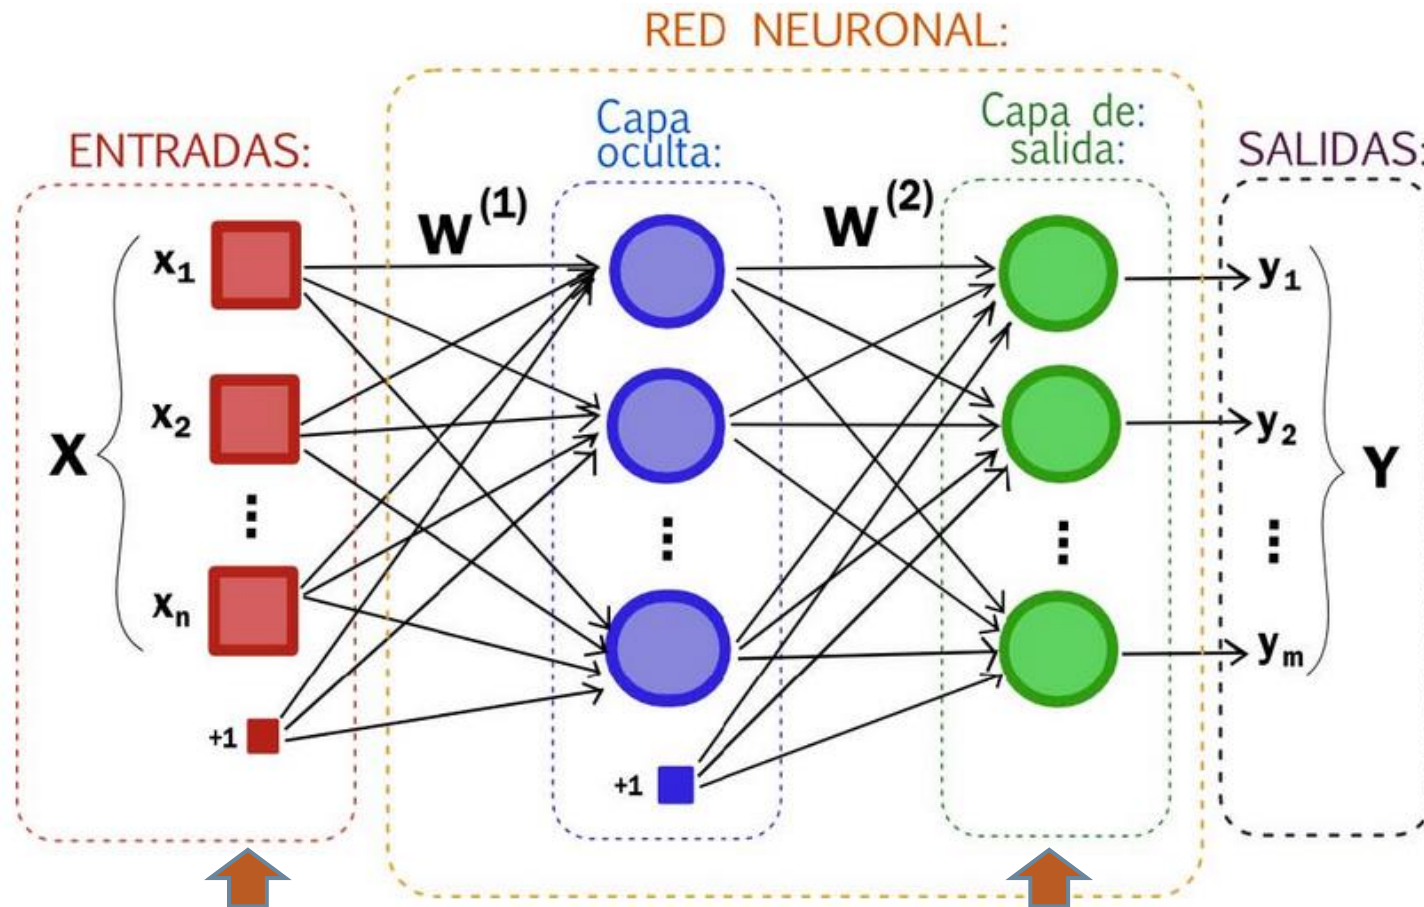 RED NEURONAL:
ENTRADAS:
Capa
oculta:
Capa de:
salida:
SALIDAS:
W(1)
W(2)
X
x1
x2
xn
+1
+1
y1
y2
ym
Y